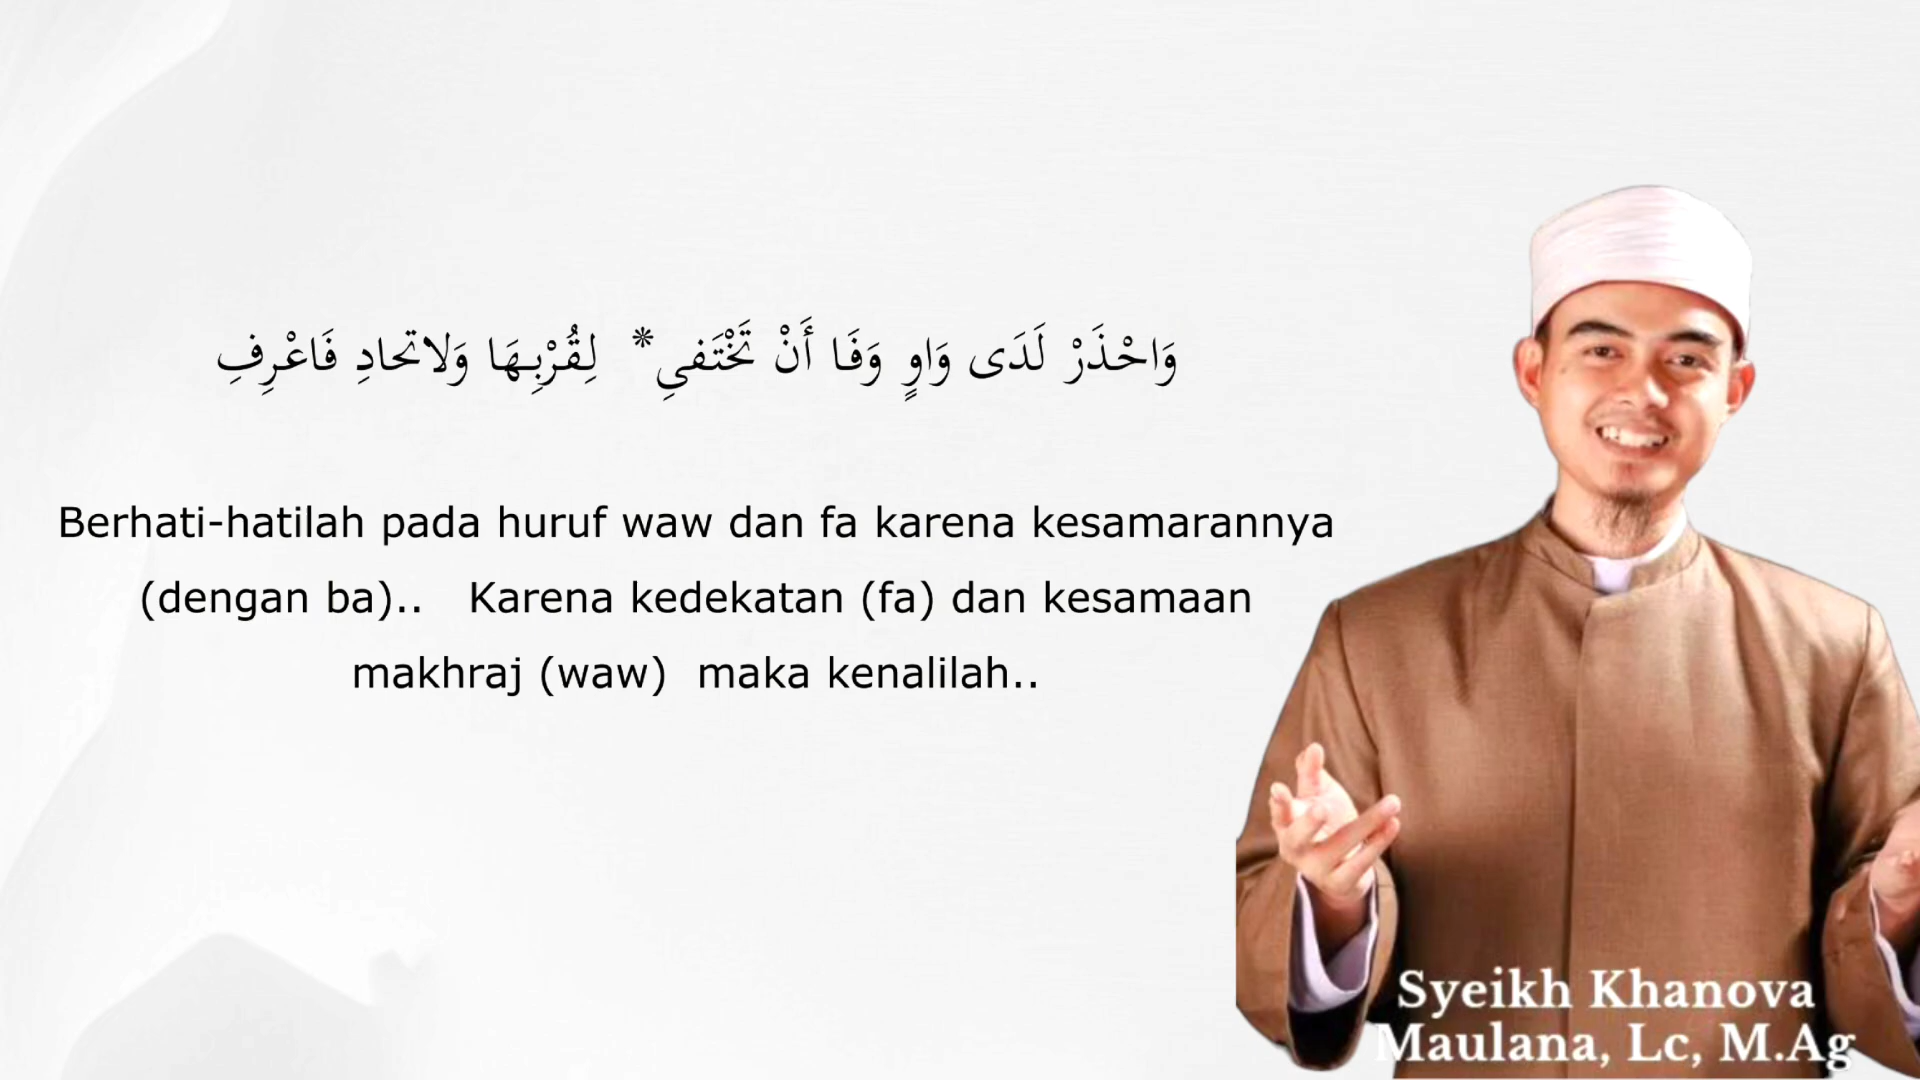 وَاحْذَرْ لَدَى وَاوٍ وَفَا أَنْ تَخْتَفيِ* لِقُرْبِهَا وَلاتحادِ فَاعْرِفِ
Berhati-hatilah pada huruf waw dan fa karena kesamarannya
(dengan ba).. Karena kedekatan (fa) dan kesamaan
makhraj (waw) maka kenalilah..
Syeikh Khanova
Maulana, Lc, M.Ag